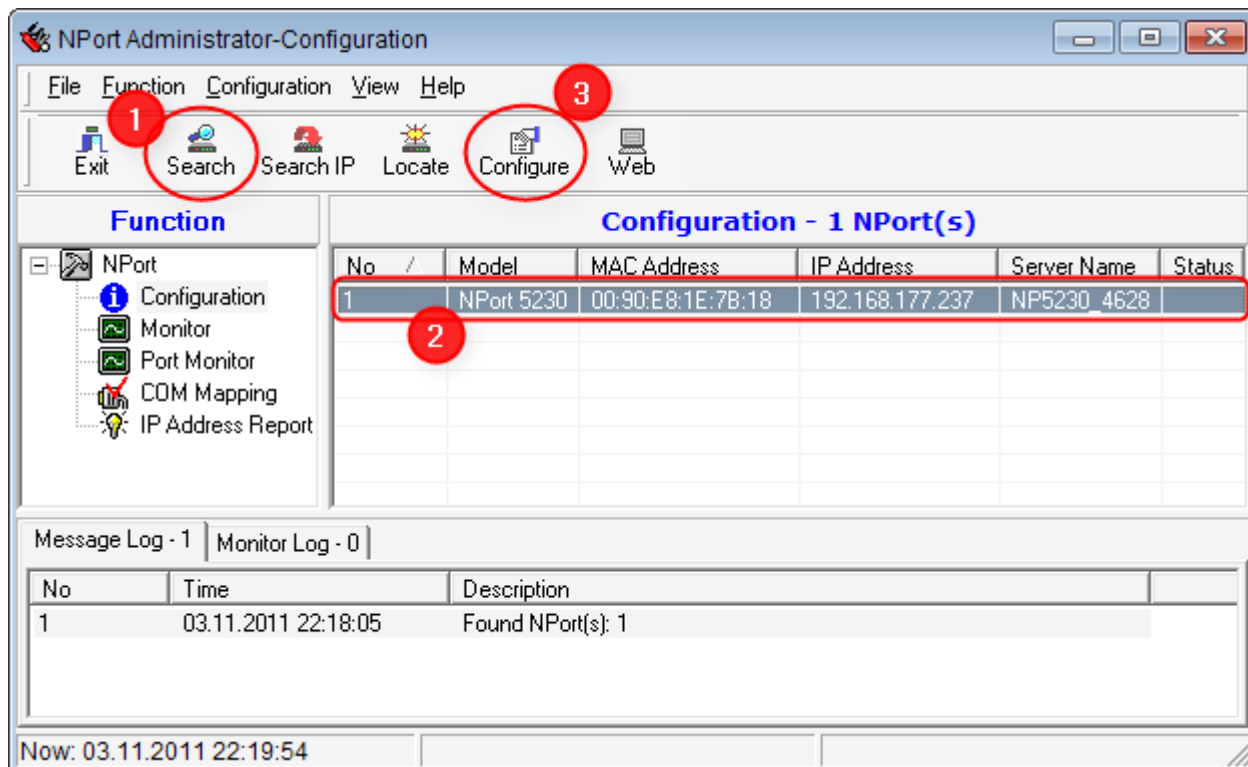 NPort Administrator-Configuration
File Function Configuration View Help
1 3
Exit Search Search IP Locate Configure Web
Function
Configuration - 1 NPort(s)
NPort
Configuration
Monitor
Port Monitor
COM Mapping
IP Address Report
No Model MAC Address IP Address Server Name Status
1 NPort 5230 00:90:E8:1E:7B:18 192.168.177.237 NP5230_4628
2
Message Log - 1 Monitor Log - 0
No Time Description
1 03.11.2011 22:18:05 Found NPort(s): 1
Now: 03.11.2011 22:19:54